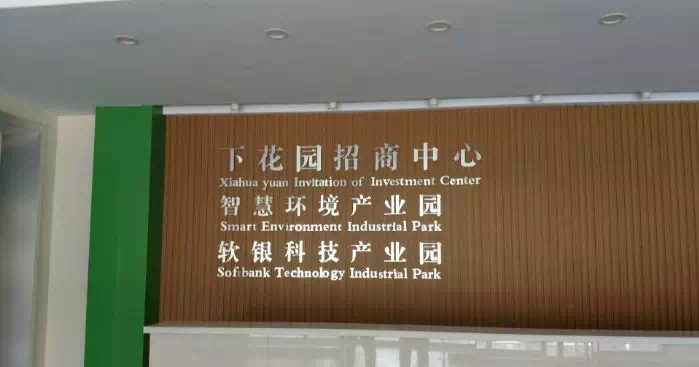 下花园招商中心
Xiahua yuan Invitation of Investment Center
智慧环境产业园
Smart Environment Industrial Park
软银科技产业园
Softbank Technology Industrial Park